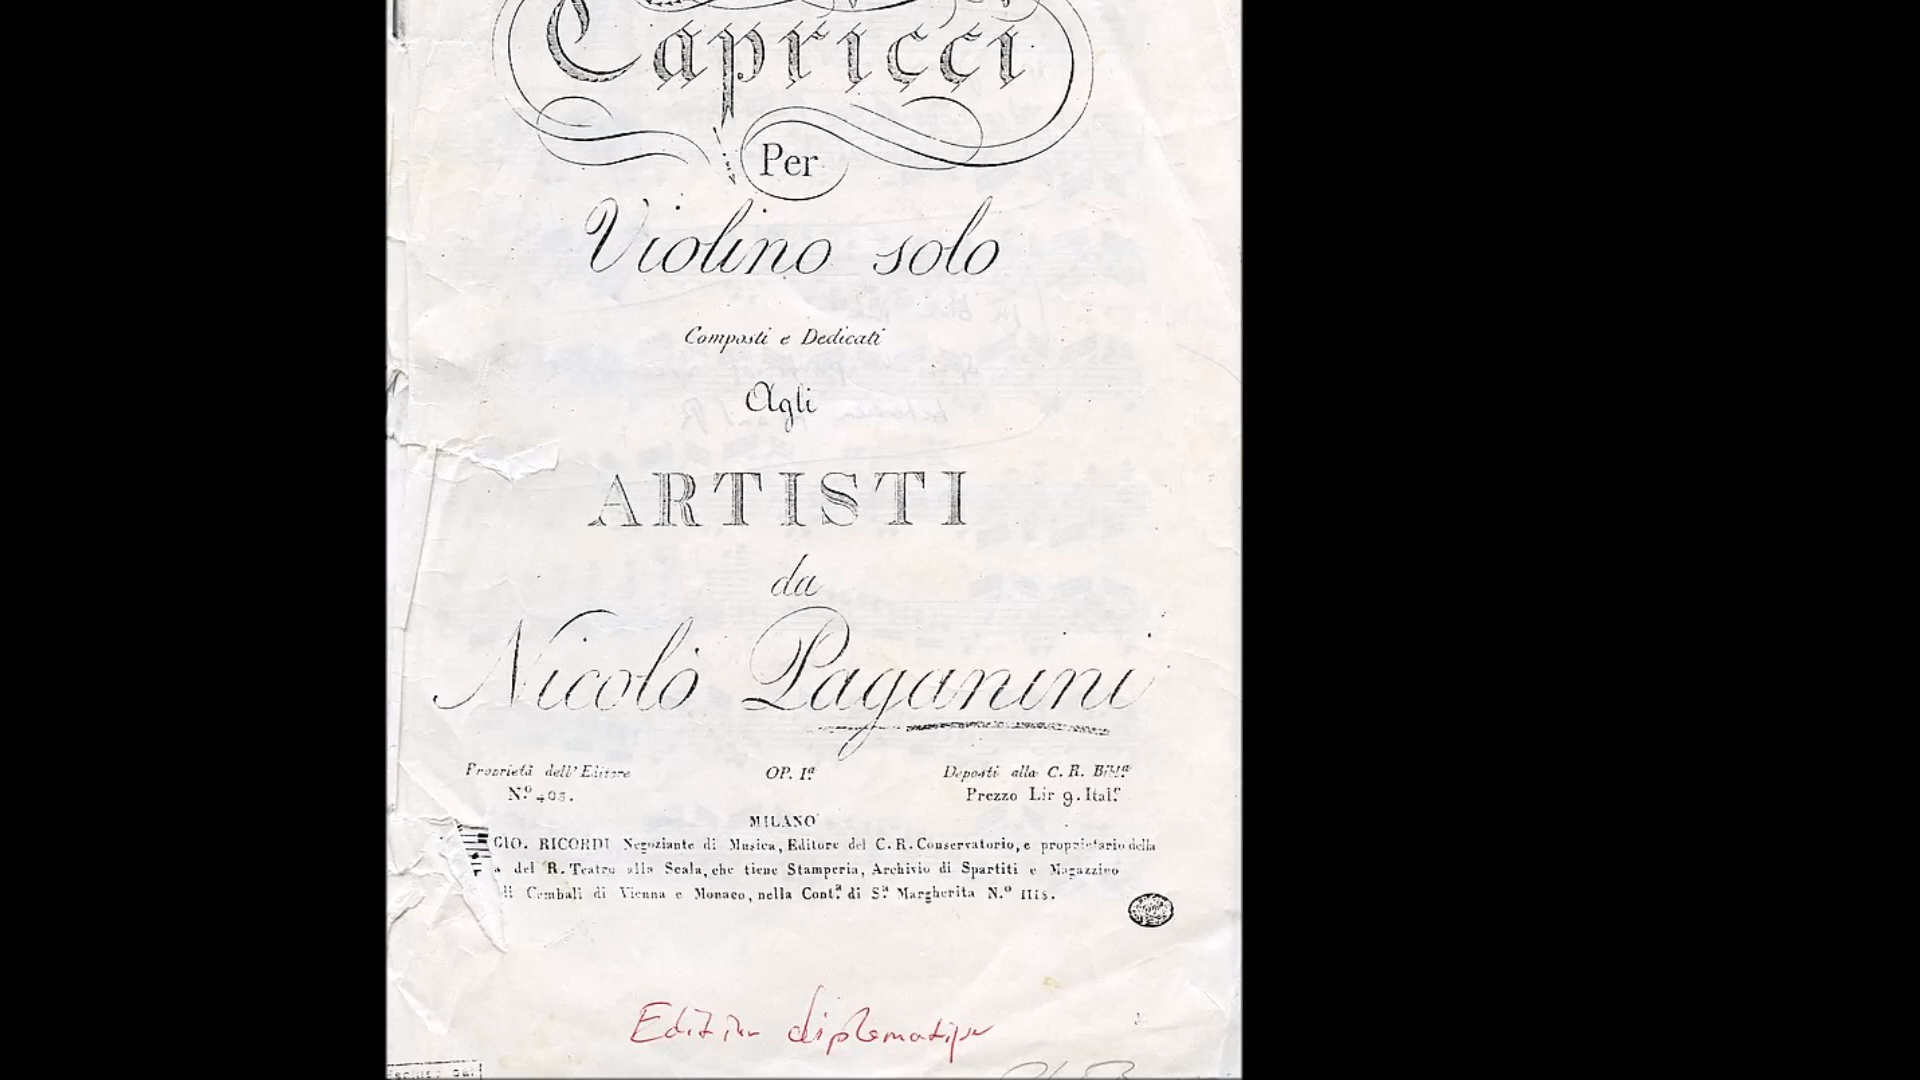 Capricci
Per
Violino solo
Composti e Dedicati
Agli
ARTISTI
da
Nicolò Paganini
Proprietà dell'Editore OP. I.ª Deposti alla C. R. Bibl.ª
N.º 403. Prezzo Lir 9. Ital.e
MILANO
GIO. RICORDI Negoziante di Musica, Editore del C. R. Conservatorio, e proprietario della
a del R. Teatro alla Scala, che tiene Stamperia, Archivio di Spartiti e Magazzino
li Cembali di Vienna e Monaco, nella Cont.ª di S.ª Margherita N.º 1118.
Edition diplomatique